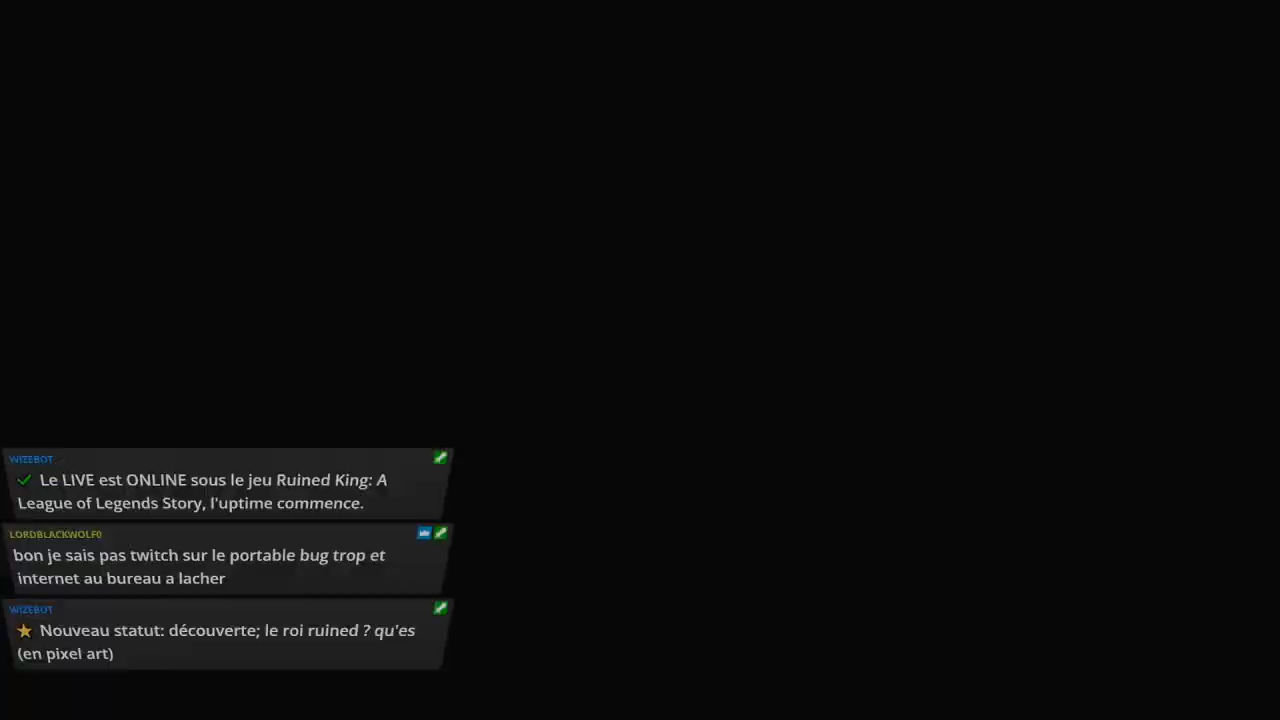 WIZEBOT
Le LIVE est ONLINE sous le jeu Ruined King: A
League of Legends Story, l'uptime commence.
LORDBLACKWOLF0
bon je sais pas twitch sur le portable bug trop et
internet au bureau a lacher
WIZEBOT
Nouveau statut: découverte; le roi ruined ? qu'es
(en pixel art)